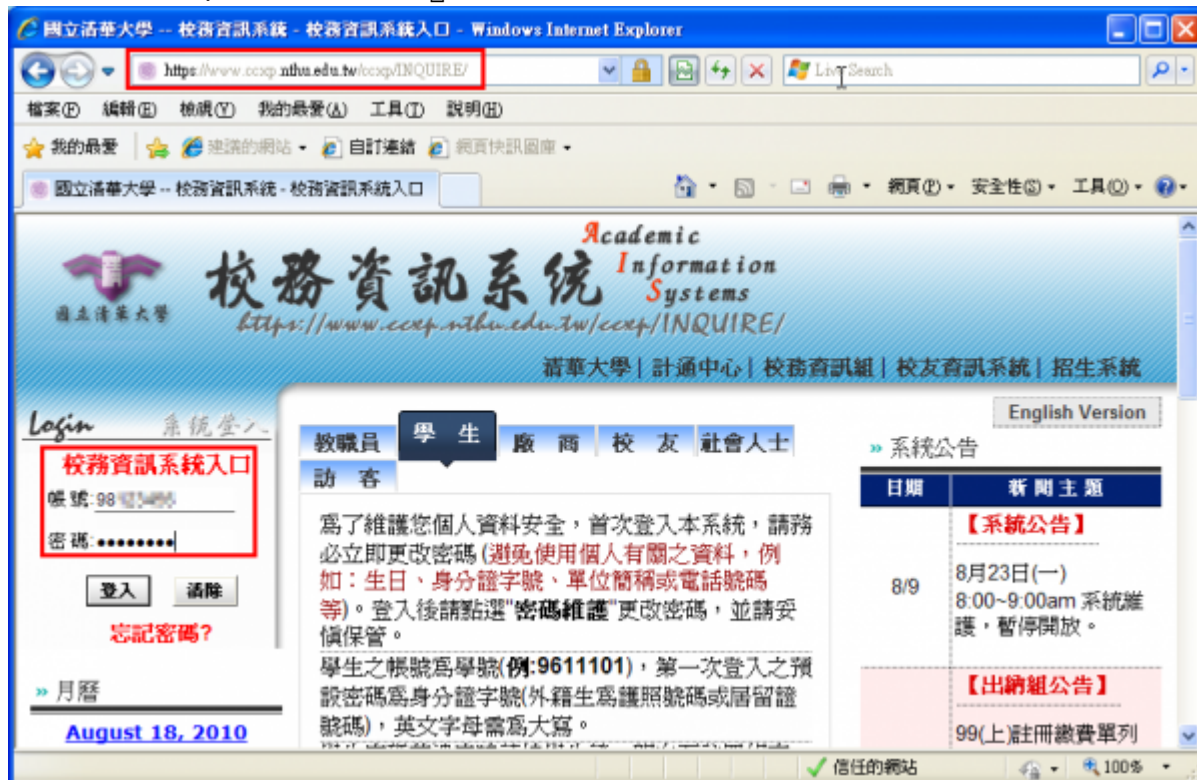 國立清華大學 -- 校務資訊系統 - 校務資訊系統入口 - Windows Internet Explorer
https://www.ccxp.nthu.edu.tw/ccxp/INQUIRE/
Live Search
檔案(F) 編輯(E) 檢視(V) 我的最愛(A) 工具(T) 說明(H)
我的最愛 建議的網站 自訂連結 網頁快訊圖庫
國立清華大學 -- 校務資訊系統 - 校務資訊系統入口
網頁(P) 安全性(S) 工具(O)
Academic
Information
Systems
校務資訊系統
國立清華大學
https://www.ccxp.nthu.edu.tw/ccxp/INQUIRE/
清華大學 | 計通中心 | 校務資訊組 | 校友資訊系統 | 招生系統
English Version
Login 系統登入
校務資訊系統入口
帳號:98
密碼:●●●●●●●●
登入 清除
忘記密碼?
» 月曆
August 18, 2010
教職員 學 生 廠 商 校 友 社會人士
訪 客
為了維護您個人資料安全,首次登入本系統,請務
必立即更改密碼(避免使用個人有關之資料,例
如:生日、身分證字號、單位簡稱或電話號碼
等)。登入後請點選"密碼維護"更改密碼,並請妥
慎保管。
學生之帳號為學號(例:9611101),第一次登入之預
設密碼為身分證字號(外籍生為護照號碼或居留證
號碼),英文字母需為大寫。
» 系統公告
日期 新聞主題
【系統公告】
8/9
8月23日(一)
8:00~9:00am 系統維
護,暫停開放。
【出納組公告】
99(上)註冊繳費單列
信任的網站 100%